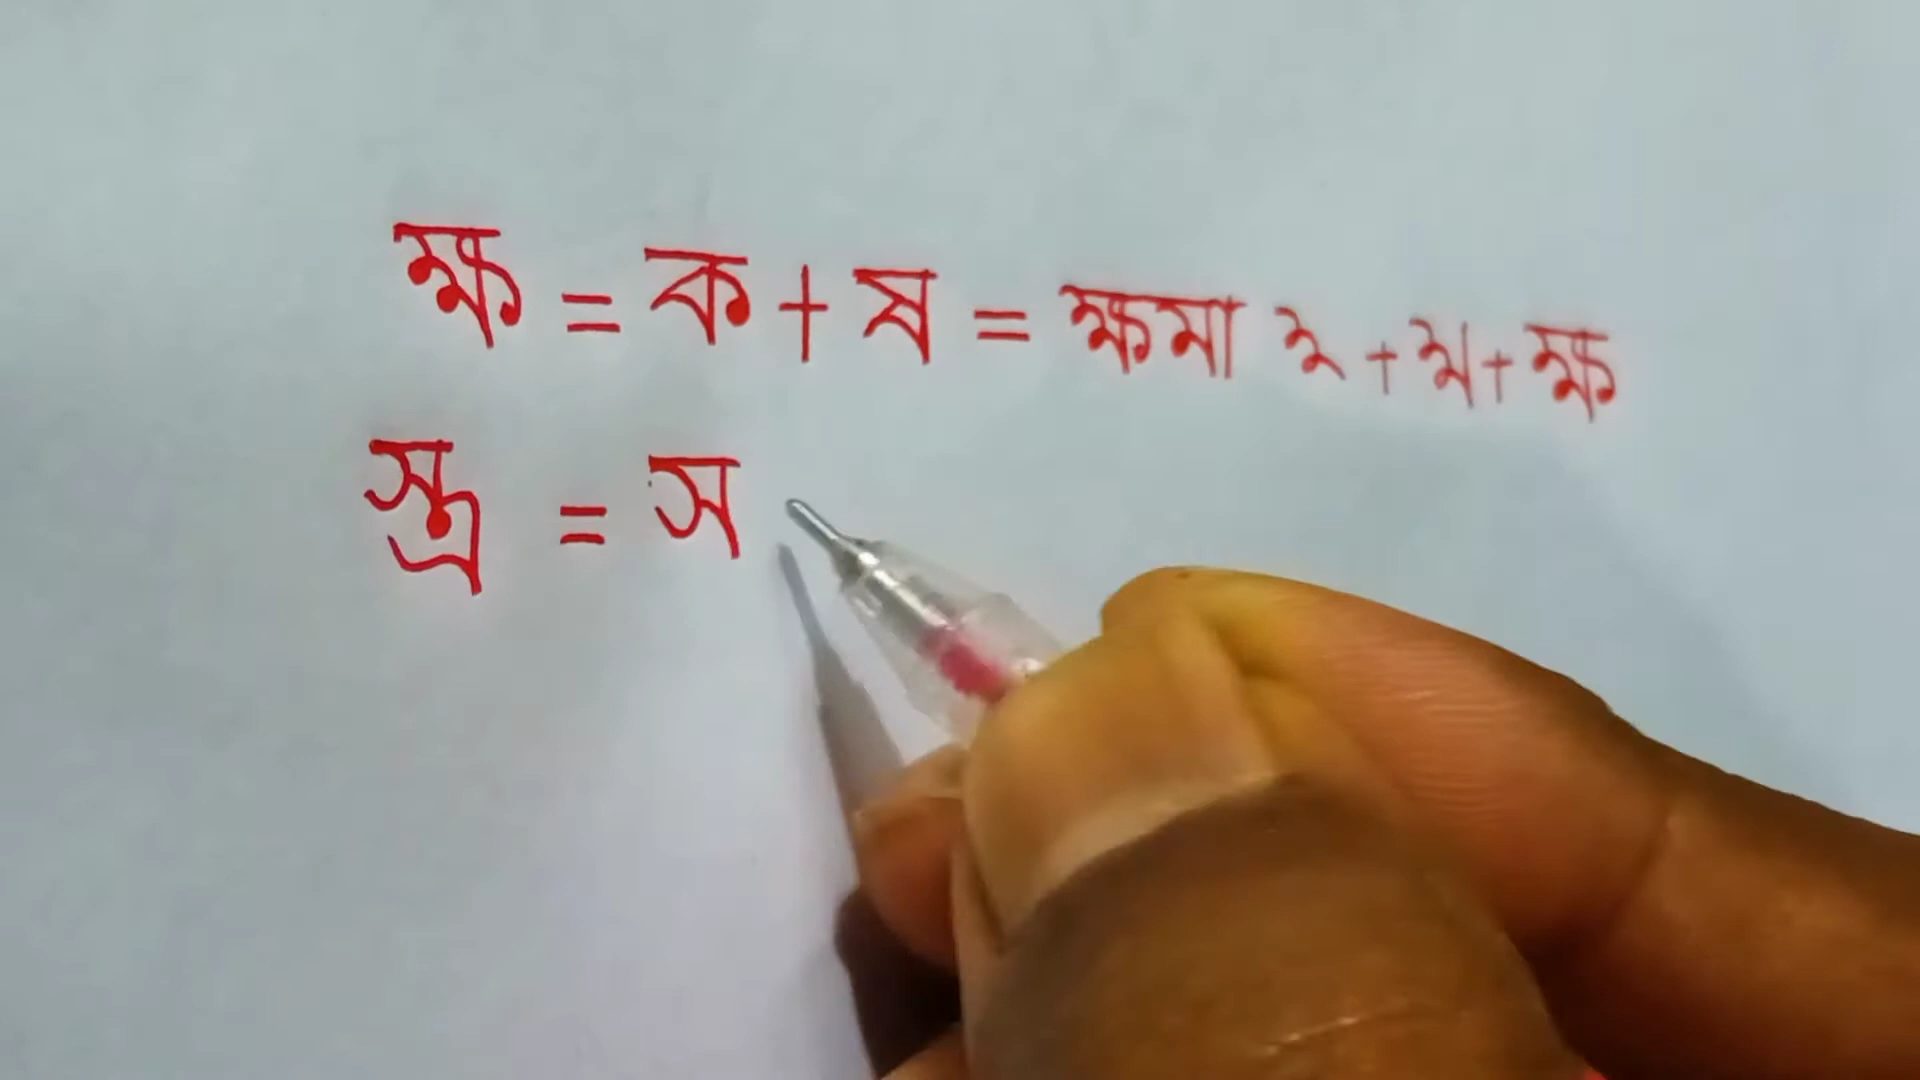 ক্ষ = ক + ষ = ক্ষমা + + ক্ষ
স্ত্র = স